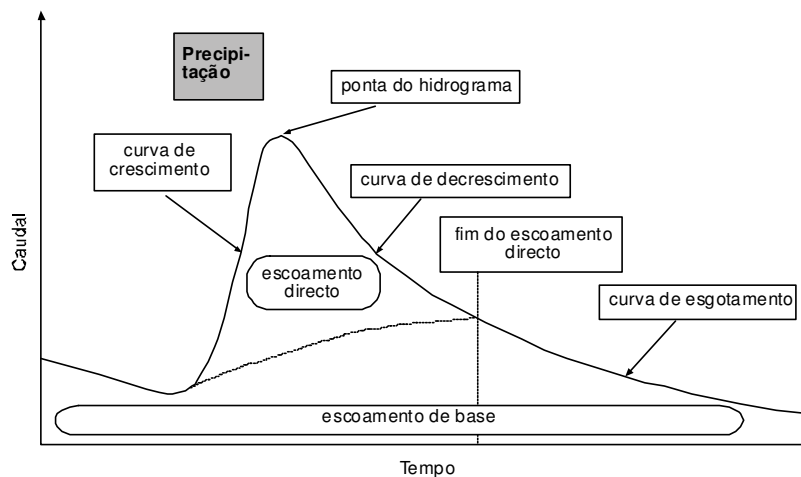 Precipi-
tação
ponta do hidrograma
curva de
crescimento
curva de decrescimento
fim do escoamento
directo
escoamento
directo
curva de esgotamento
Caudal
escoamento de base
Tempo